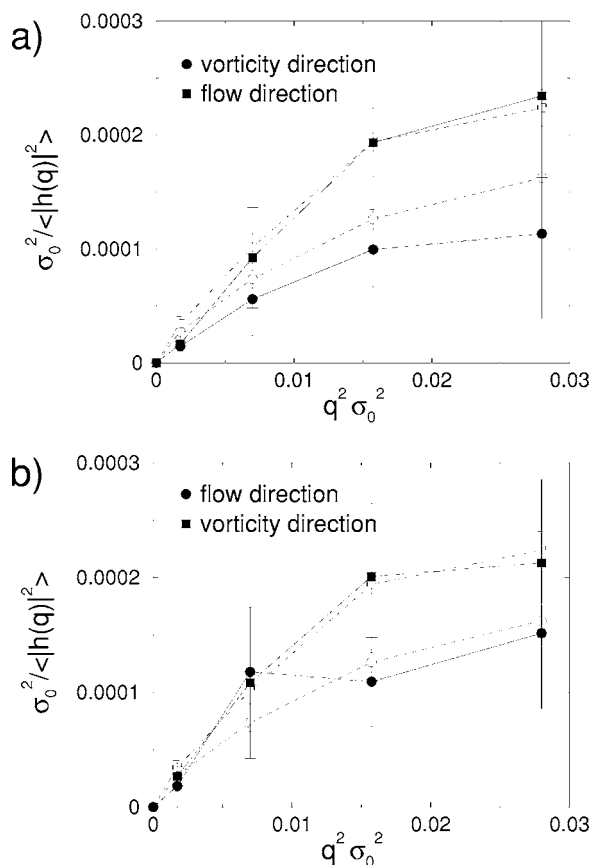 a)
0.0003
0.0002
0.0001
0
σ₀²/<|h(q)|²>
● vorticity direction
■ flow direction
0 0.01 0.02 0.03
q² σ₀²
b)
0.0003
0.0002
0.0001
0
σ₀²/<|h(q)|²>
● flow direction
■ vorticity direction
0 0.01 0.02 0.03
q² σ₀²